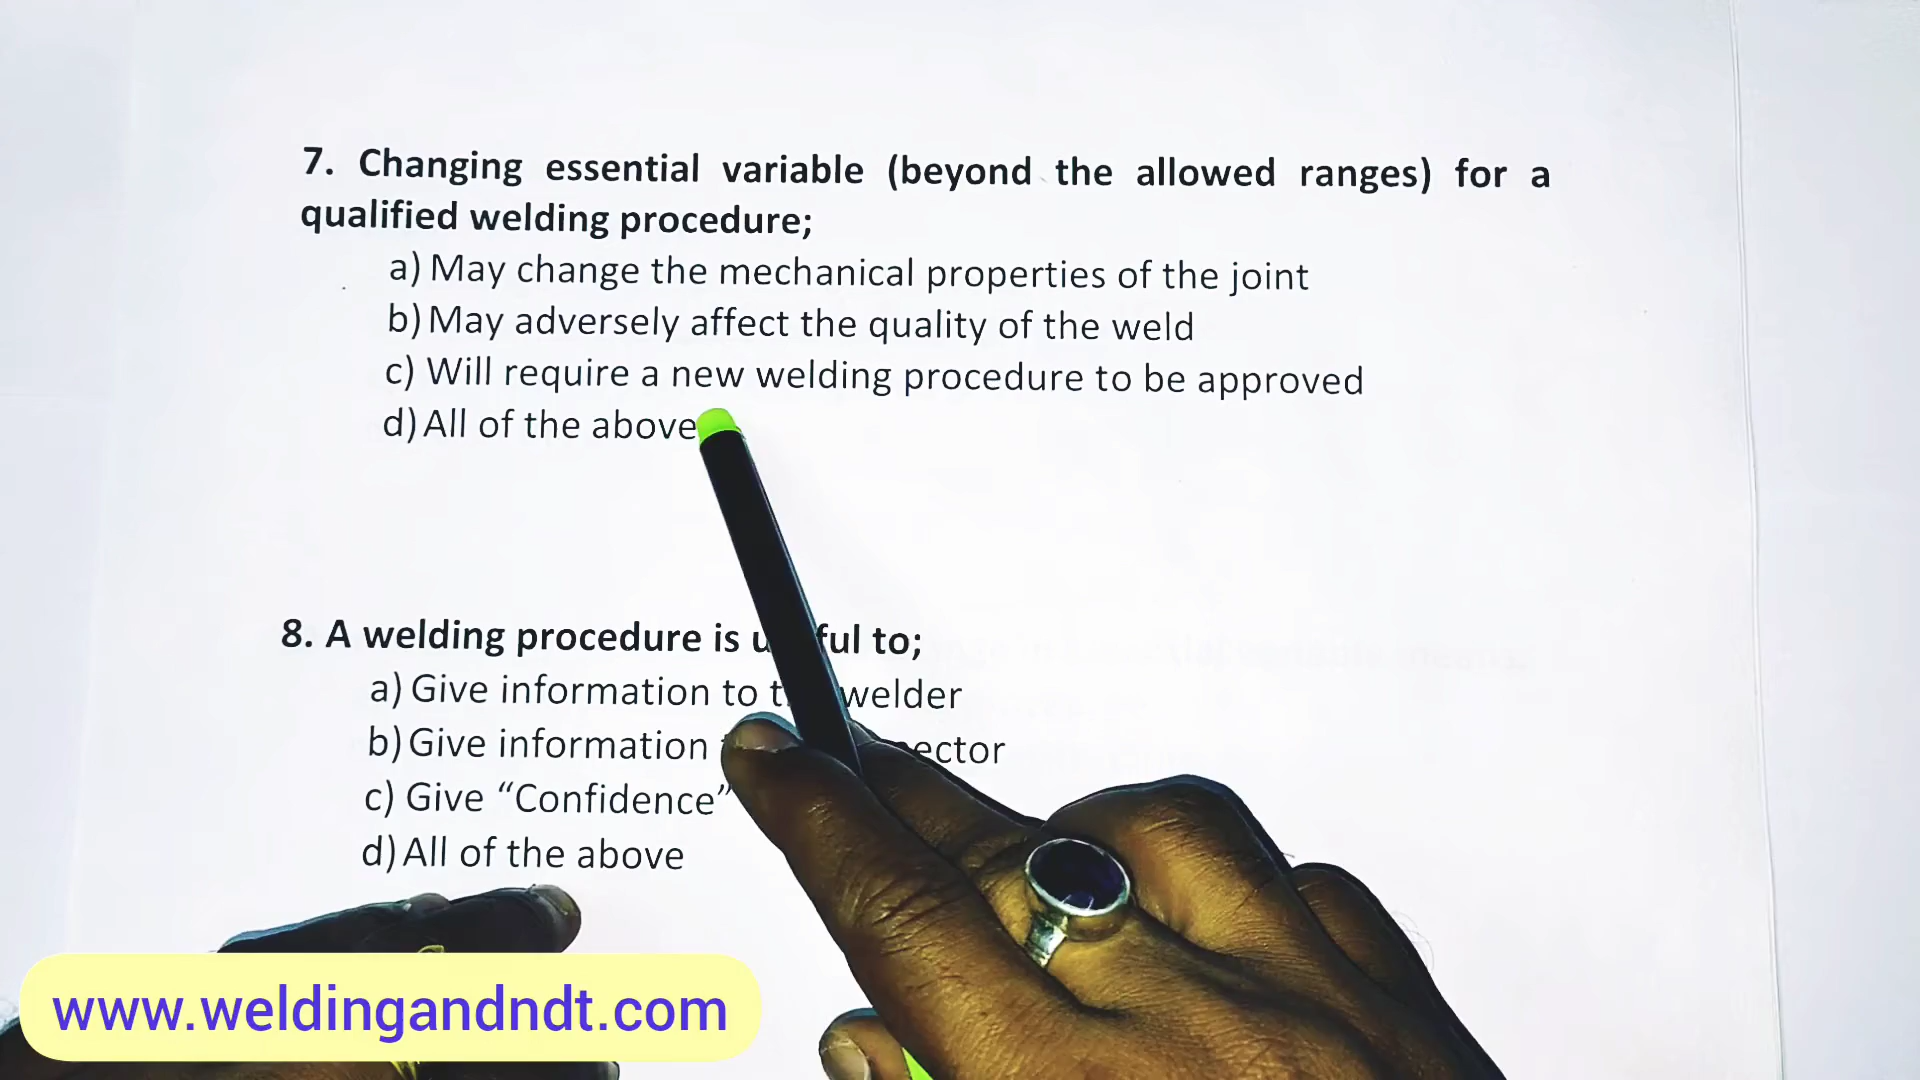 7. Changing essential variable (beyond the allowed ranges) for a
qualified welding procedure;
a) May change the mechanical properties of the joint
b) May adversely affect the quality of the weld
c) Will require a new welding procedure to be approved
d) All of the above
8. A welding procedure is ful to;
a) Give information to welder
b) Give information
c) Give “Confidence”
d) All of the above
www.weldingandndt.com